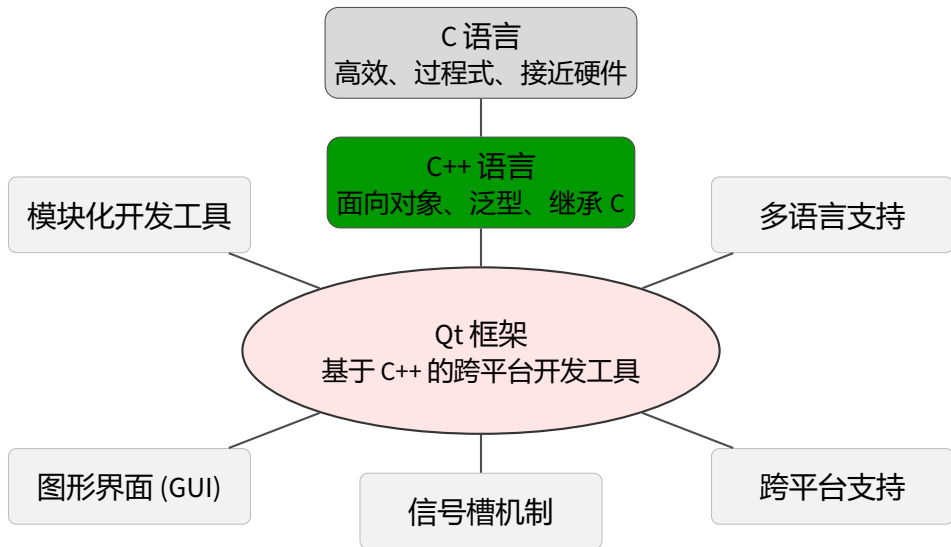 C 语言
高效、过程式、接近硬件
C++ 语言
面向对象、泛型、继承 C
模块化开发工具
多语言支持
Qt 框架
基于 C++ 的跨平台开发工具
图形界面 (GUI)
信号槽机制
跨平台支持